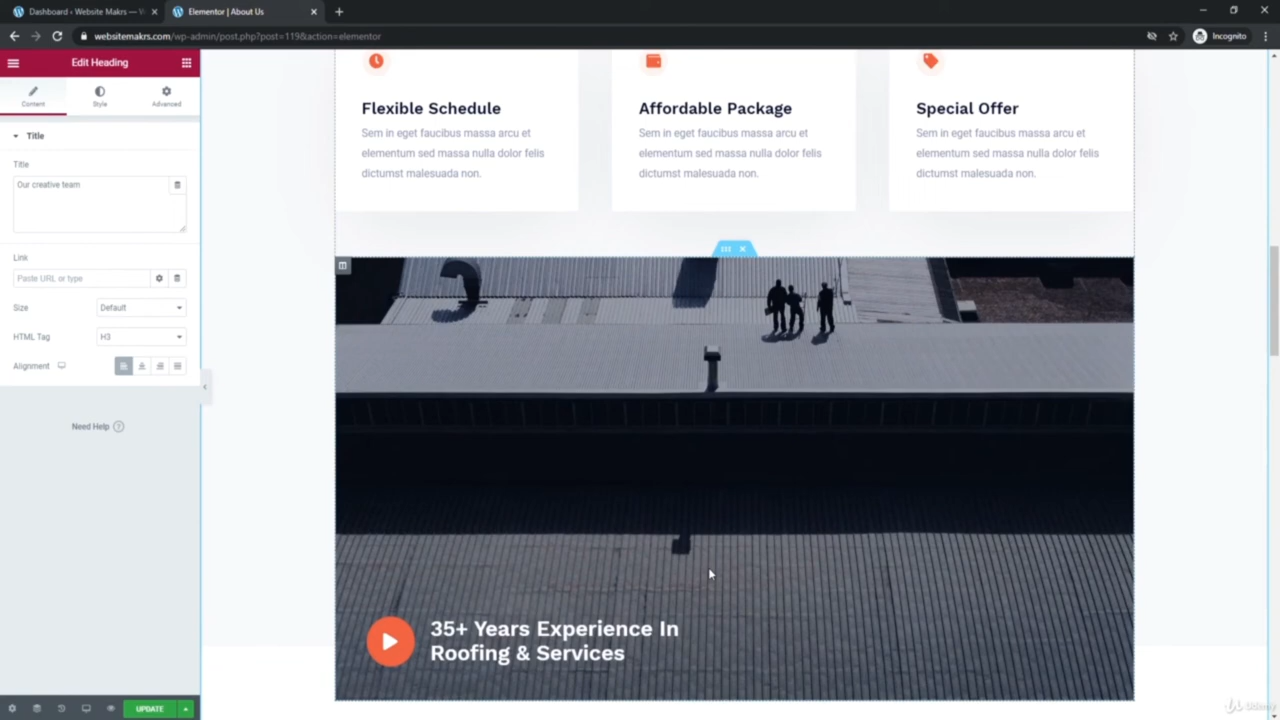 Dashboard ‹ Website Makrs — W
Elementor | About Us
websitemakrs.com/wp-admin/post.php?post=119&action=elementor
Incognito
Edit Heading
Content
Style
Advanced
Title
Title
Our creative team
Link
Paste URL or type
Size
Default
HTML Tag
H3
Alignment
Need Help
UPDATE
Flexible Schedule
Sem in eget faucibus massa arcu et
elementum sed massa nulla dolor felis
dictumst malesuada non.
Affordable Package
Sem in eget faucibus massa arcu et
elementum sed massa nulla dolor felis
dictumst malesuada non.
Special Offer
Sem in eget faucibus massa arcu et
elementum sed massa nulla dolor felis
dictumst malesuada non.
35+ Years Experience In
Roofing & Services
Udemy